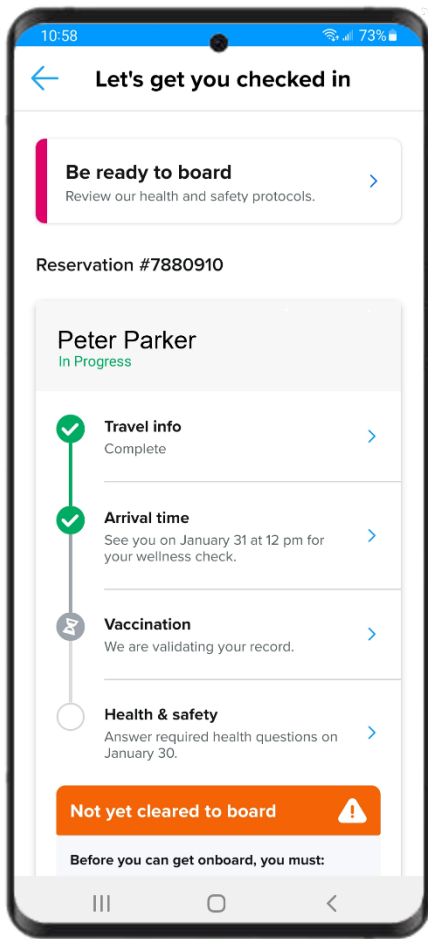 10:58
73%
Let's get you checked in
Be ready to board
Review our health and safety protocols.
Reservation #7880910
Peter Parker
In Progress
Travel info
Complete
Arrival time
See you on January 31 at 12 pm for
your wellness check.
Vaccination
We are validating your record.
Health & safety
Answer required health questions on
January 30.
Not yet cleared to board
Before you can get onboard, you must: